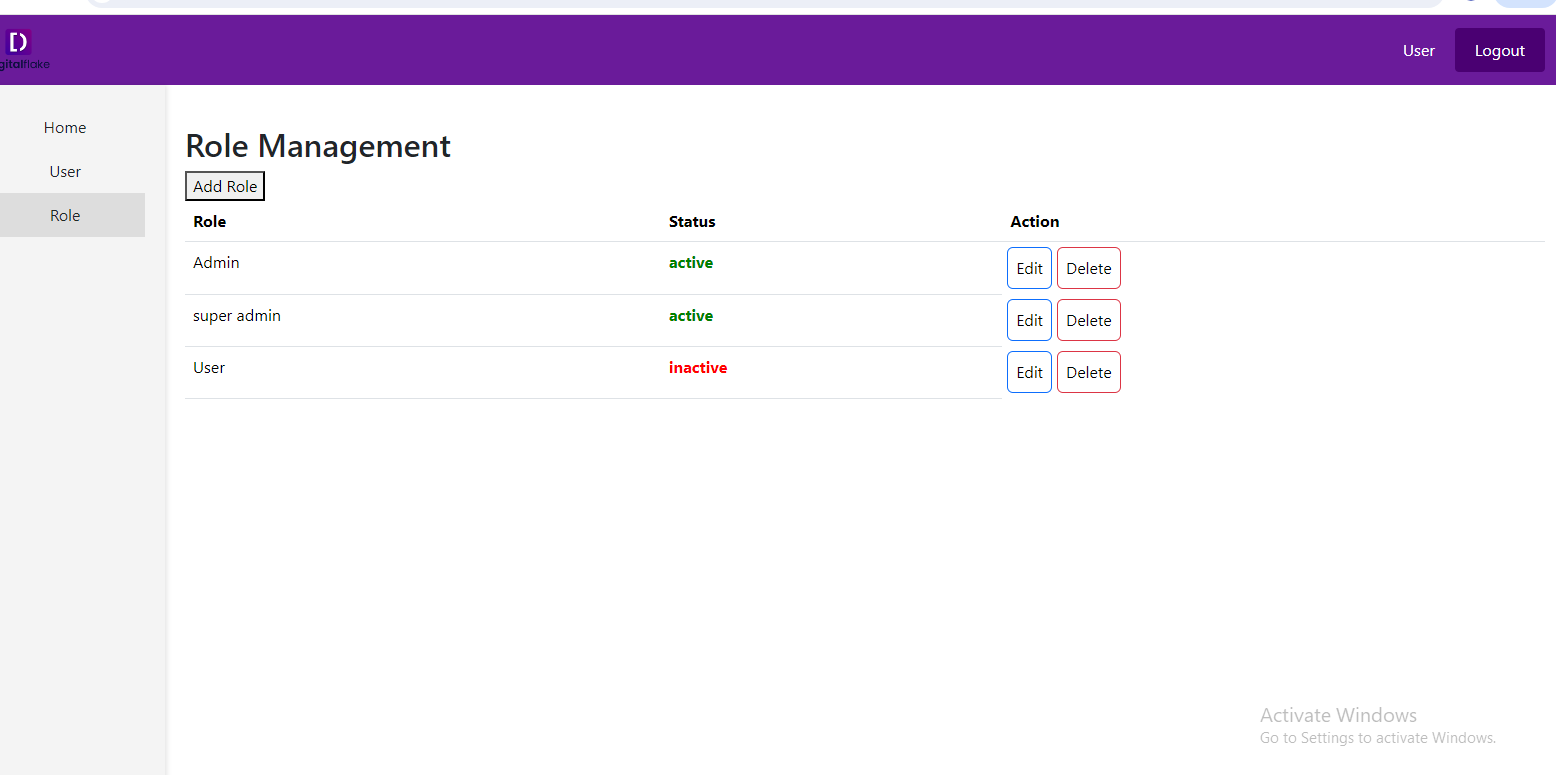 D
gitalflake
User Logout
Home
User
Role
Role Management
Add Role
Role Status Action
Admin active Edit Delete
super admin active Edit Delete
User inactive Edit Delete
Activate Windows
Go to Settings to activate Windows.